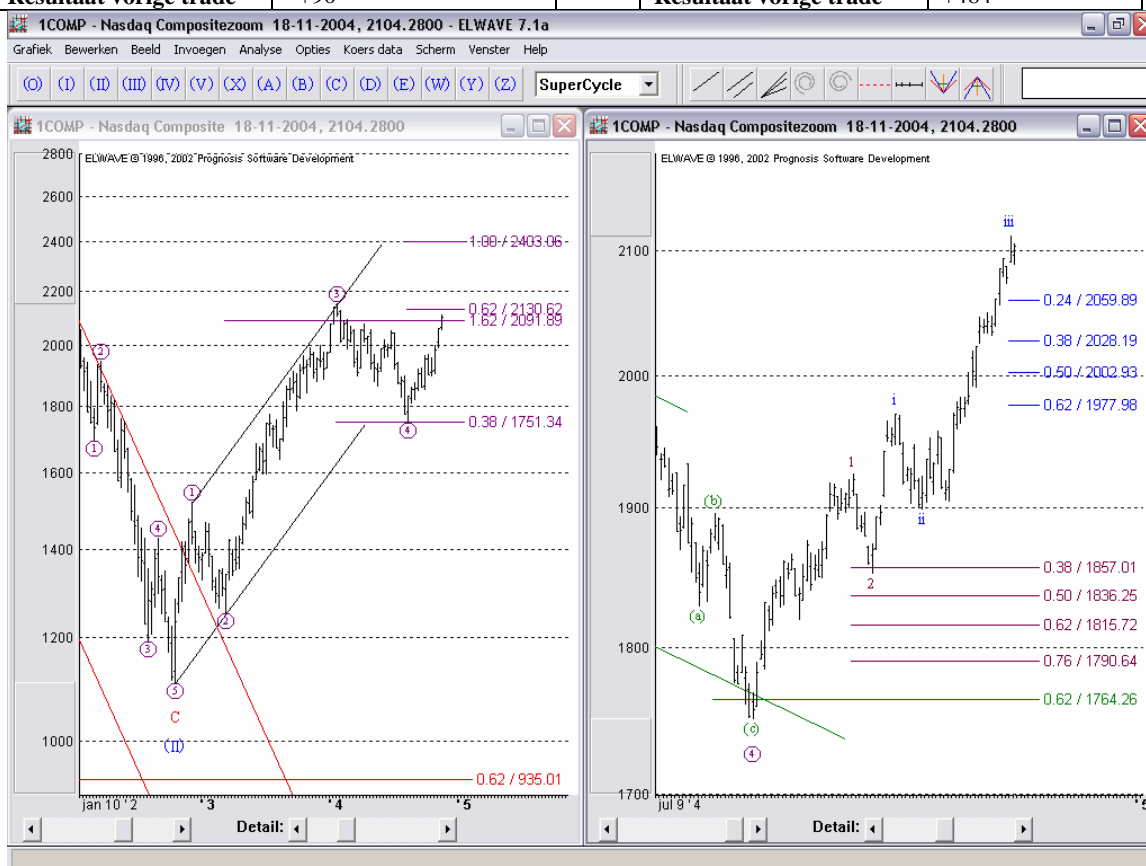 Resultaat vorige trade
Resultaat vorige trade
1COMP - Nasdaq Compositezoom 18-11-2004, 2104.2800 - ELWAVE 7.1a
Grafiek Bewerken Beeld Invoegen Analyse Opties Koers data Scherm Venster Help
(O) (I) (II) (III) (IV) (V) (X) (A) (B) (C) (D) (E) (W) (Y) (Z) SuperCycle
1COMP - Nasdaq Composite 18-11-2004, 2104.2800
ELWAVE © 1996, 2002 Prognosis Software Development
2800
2600
2400
2200
2000
1800
1600
1400
1200
1000
1.00 / 2403.06
0.62 / 2130.62
1.62 / 2091.89
0.38 / 1751.34
0.62 / 935.01
2
1
4
3
5
C
(II)
1
2
3
4
jan 10 ' 2 ' 3 ' 4 ' 5
Detail:
1COMP - Nasdaq Compositezoom 18-11-2004, 2104.2800
ELWAVE © 1996, 2002 Prognosis Software Development
2100
2000
1900
1800
1700
iii
0.24 / 2059.89
0.38 / 2028.19
0.50 / 2002.93
0.62 / 1977.98
i
1
(b)
ii
2
(a)
0.38 / 1857.01
0.50 / 1836.25
0.62 / 1815.72
0.76 / 1790.64
0.62 / 1764.26
(c)
4
jul 9 ' 4
Detail: